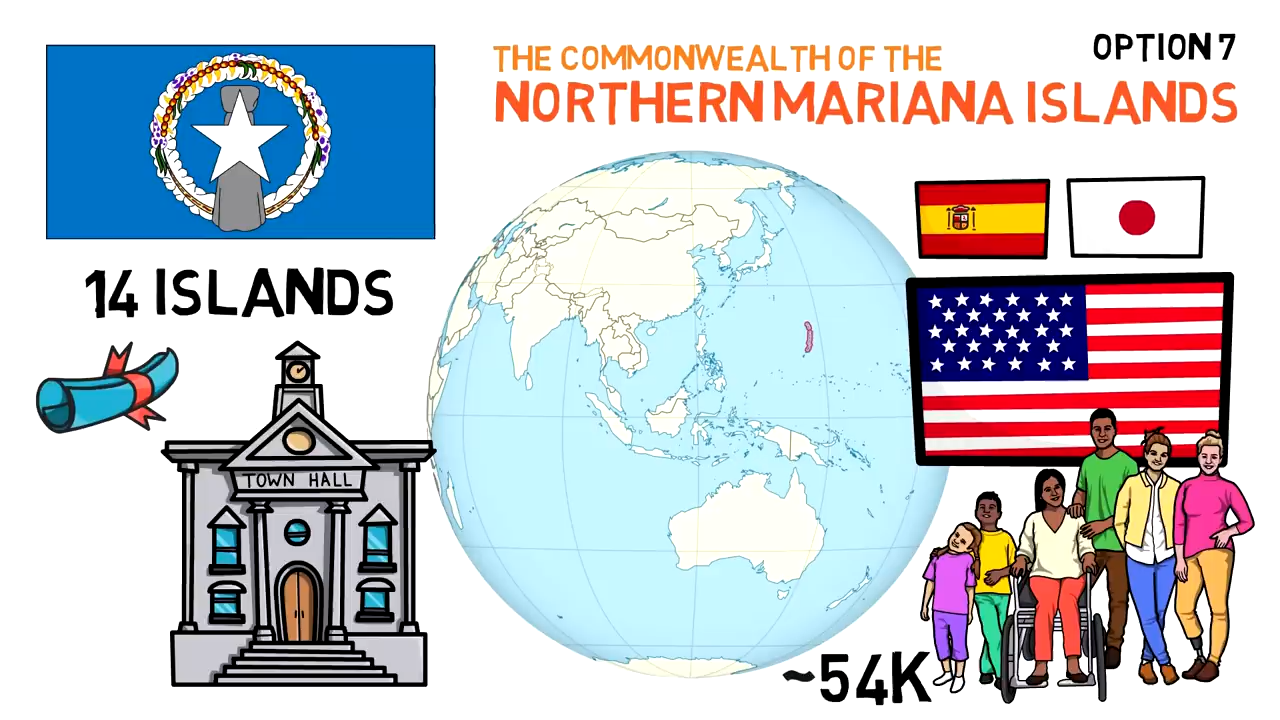 OPTION 7
THE COMMONWEALTH OF THE
NORTHERN MARIANA ISLANDS
14 ISLANDS
TOWN HALL
~54K